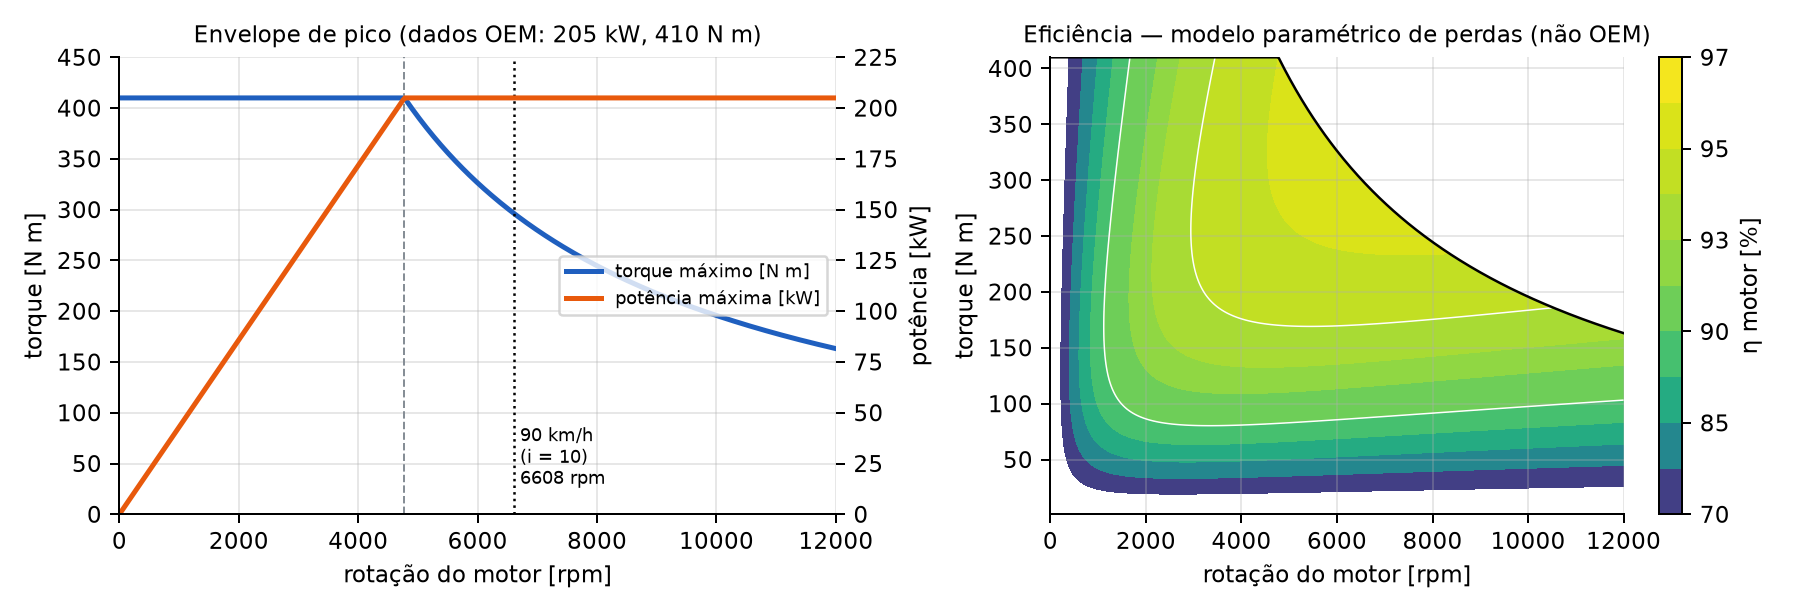 Envelope de pico (dados OEM: 205 kW, 410 N m)
450
400
350
300
250
200
150
100
50
0
torque [N m]
225
200
175
150
125
100
75
50
25
0
potência [kW]
torque máximo [N m]
potência máxima [kW]
90 km/h
(i = 10)
6608 rpm
0 2000 4000 6000 8000 10000 12000
rotação do motor [rpm]
Eficiência — modelo paramétrico de perdas (não OEM)
400
350
300
250
200
150
100
50
torque [N m]
0 2000 4000 6000 8000 10000 12000
rotação do motor [rpm]
97
95
93
90
85
70
η motor [%]